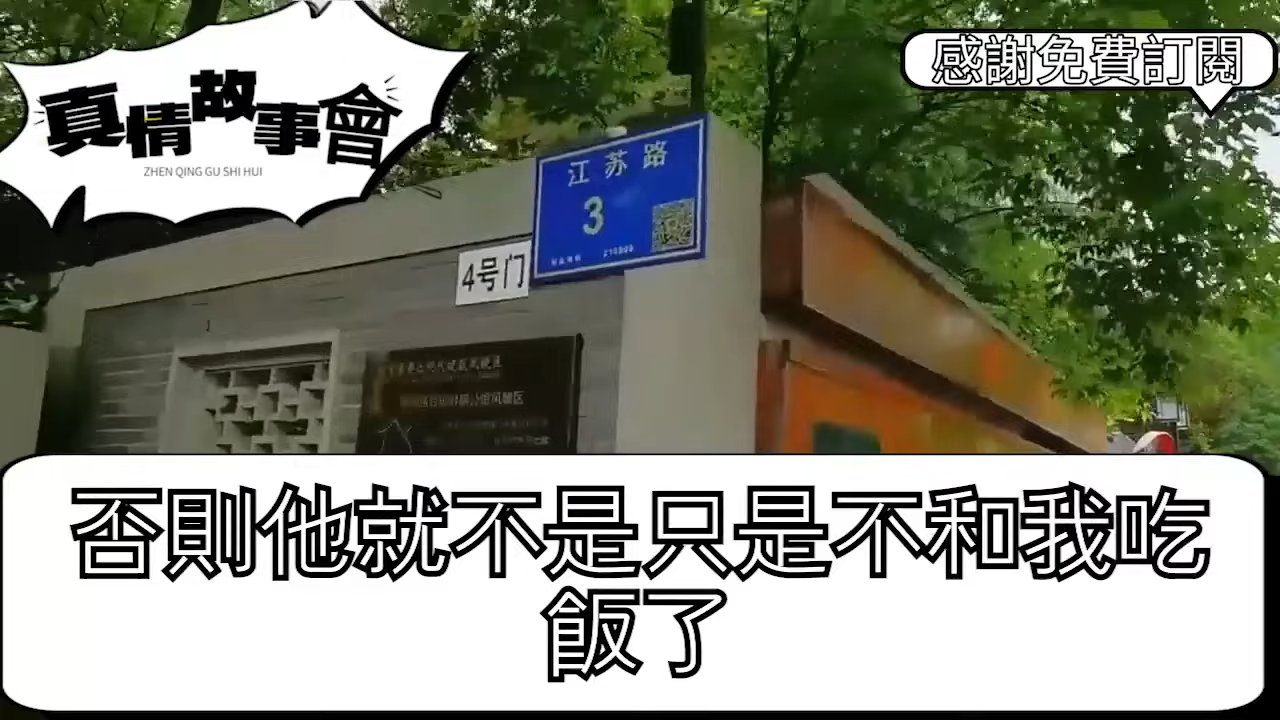 真情故事會
ZHEN QING GU SHI HUI
感謝免費訂閱
江苏路
3
4号门
否則他就不是只是不和我吃
飯了